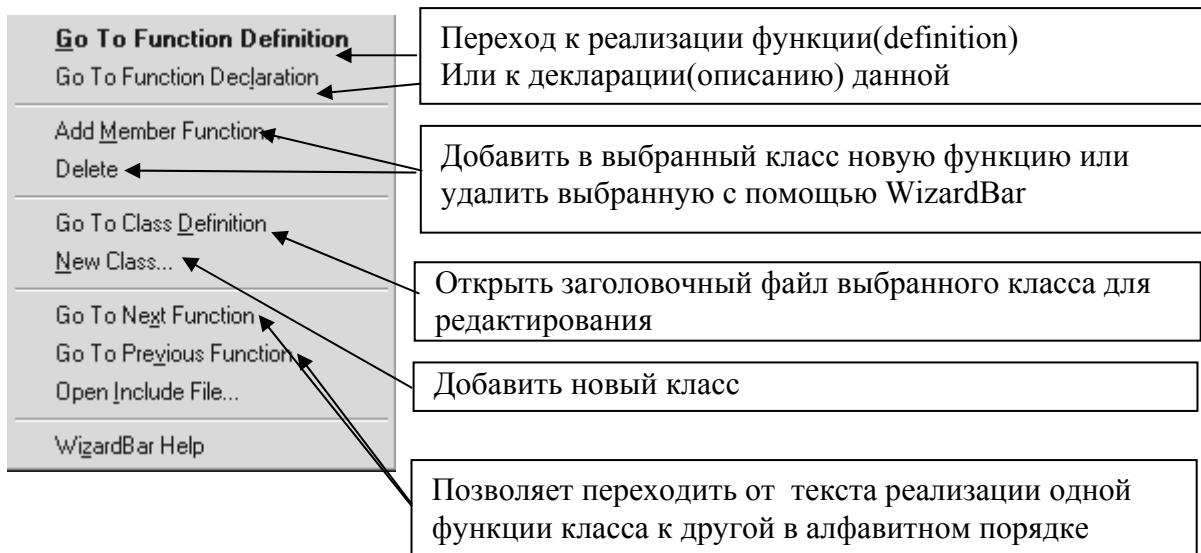 Go To Function Definition
Go To Function Declaration
Add Member Function
Delete
Go To Class Definition
New Class...
Go To Next Function
Go To Previous Function
Open Include File...
WizardBar Help
Переход к реализации функции(definition)
Или к декларации(описанию) данной
Добавить в выбранный класс новую функцию или
удалить выбранную с помощью WizardBar
Открыть заголовочный файл выбранного класса для
редактирования
Добавить новый класс
Позволяет переходить от текста реализации одной
функции класса к другой в алфавитном порядке